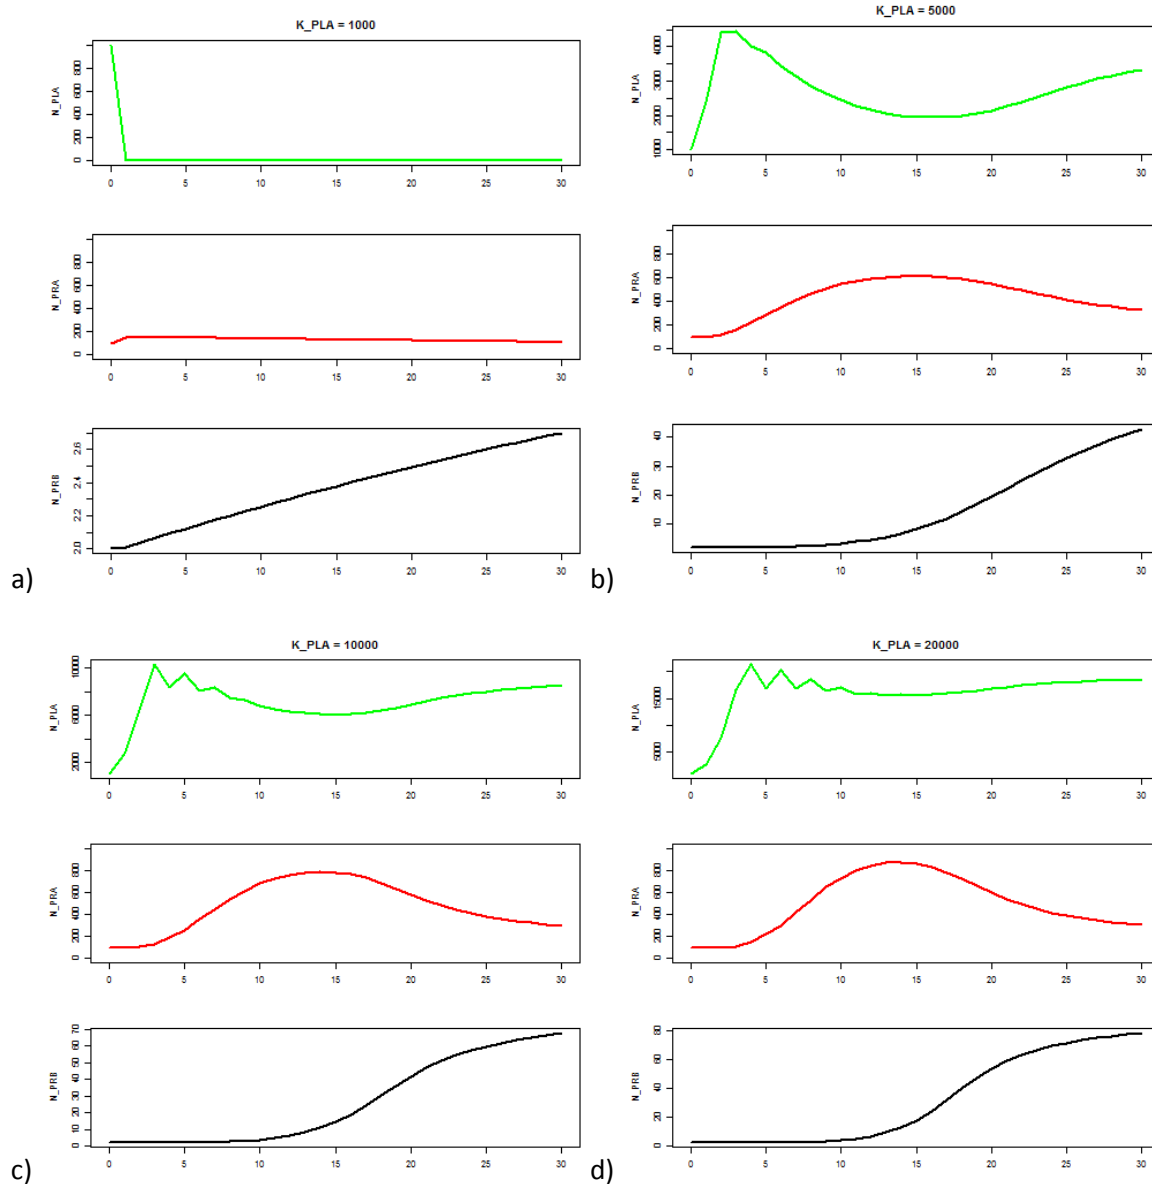 K_PLA = 1000
N_PLA
0 200 400 600 800
0 5 10 15 20 25 30
N_PRA
0 200 400 600 800
0 5 10 15 20 25 30
N_PRB
2.0 2.2 2.4 2.6
0 5 10 15 20 25 30
a)
K_PLA = 5000
N_PLA
1000 2000 3000 4000
0 5 10 15 20 25 30
N_PRA
0 200 400 600 800
0 5 10 15 20 25 30
N_PRB
10 20 30 40
0 5 10 15 20 25 30
b)
K_PLA = 10000
N_PLA
2000 6000 10000
0 5 10 15 20 25 30
N_PRA
0 200 400 600 800
0 5 10 15 20 25 30
N_PRB
0 10 20 30 40 50 60 70
0 5 10 15 20 25 30
c)
K_PLA = 20000
N_PLA
5000 15000
0 5 10 15 20 25 30
N_PRA
0 200 400 600 800
0 5 10 15 20 25 30
N_PRB
0 20 40 60 80
0 5 10 15 20 25 30
d)